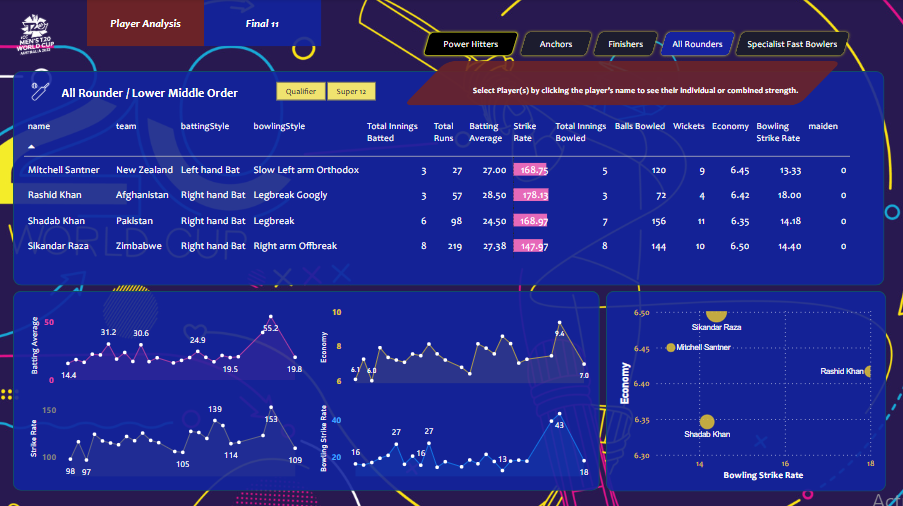 ICC
MEN'S T20
WORLD CUP
AUSTRALIA 2022
Player Analysis
Final 11
Power Hitters
Anchors
Finishers
All Rounders
Specialist Fast Bowlers
All Rounder / Lower Middle Order
Qualifier
Super 12
Select Player(s) by clicking the player's name to see their individual or combined strength.
name team battingStyle bowlingStyle Total Innings Batted Total Runs Batting Average Strike Rate Total Innings Bowled Balls Bowled Wickets Economy Bowling Strike Rate maiden
Mitchell Santner New Zealand Left hand Bat Slow Left arm Orthodox 3 27 27.00 168.75 5 120 9 6.45 13.33 0
Rashid Khan Afghanistan Right hand Bat Legbreak Googly 3 57 28.50 178.13 3 72 4 6.42 18.00 0
Shadab Khan Pakistan Right hand Bat Legbreak 6 98 24.50 168.97 7 156 11 6.35 14.18 0
Sikandar Raza Zimbabwe Right hand Bat Right arm Offbreak 8 219 27.38 147.97 8 144 10 6.50 14.40 0
WORLD CUP
Batting Average
50
0
14.4
31.2
30.6
24.9
19.5
55.2
19.8
Economy
10
8
6
6.1
6.0
9.4
7.0
Strike Rate
150
100
98
97
105
139
114
153
109
Bowling Strike Rate
40
20
16
27
16
27
13
43
18
Economy
6.50
6.45
6.40
6.35
6.30
Sikandar Raza
Mitchell Santner
Rashid Khan
Shadab Khan
14
16
18
Bowling Strike Rate